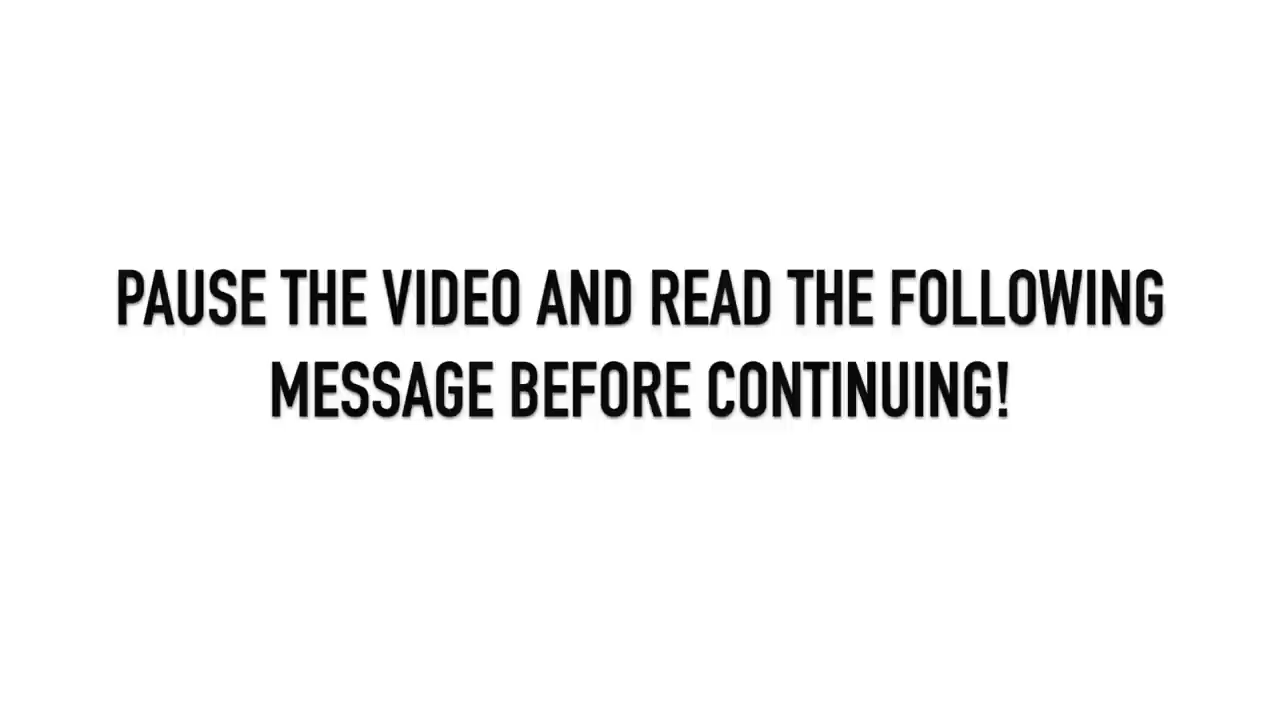 PAUSE THE VIDEO AND READ THE FOLLOWING
MESSAGE BEFORE CONTINUING!